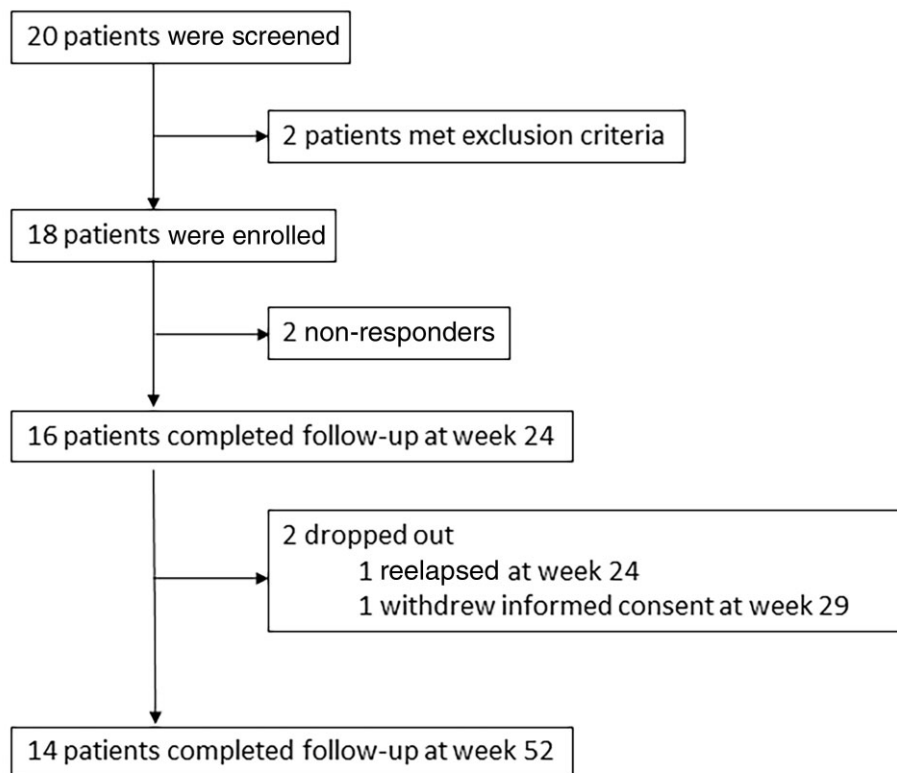 20 patients were screened
2 patients met exclusion criteria
18 patients were enrolled
2 non-responders
16 patients completed follow-up at week 24
2 dropped out
1 reelapsed at week 24
1 withdrew informed consent at week 29
14 patients completed follow-up at week 52